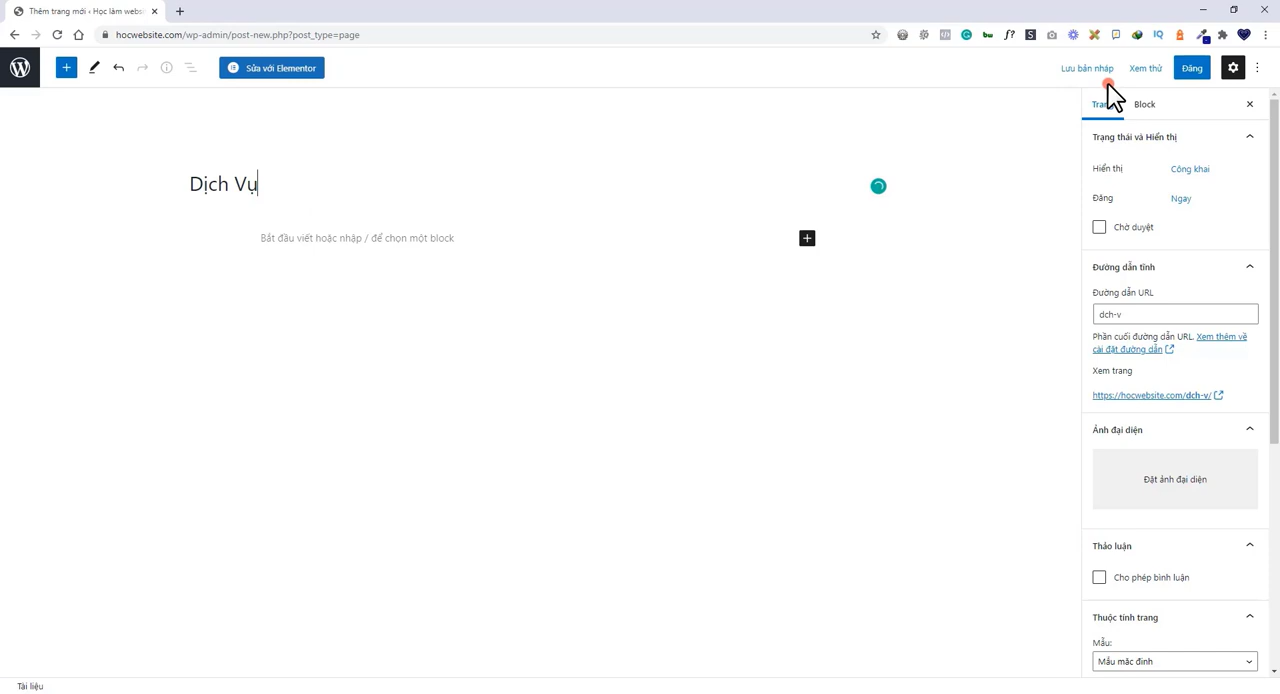 Thêm trang mới ‹ Học làm websi
hocwebsite.com/wp-admin/post-new.php?post_type=page
Sửa với Elementor
Lưu bản nháp
Xem thử
Đăng
Block
Trạng thái và Hiển thị
Hiển thị
Công khai
Đăng
Ngay
Chờ duyệt
Dịch Vụ
Bắt đầu viết hoặc nhập / để chọn một block
Đường dẫn tĩnh
Đường dẫn URL
dch-v
Phần cuối đường dẫn URL. Xem thêm về
cài đặt đường dẫn
Xem trang
https://hocwebsite.com/dch-v/
Ảnh đại diện
Đặt ảnh đại diện
Thảo luận
Cho phép bình luận
Thuộc tính trang
Mẫu:
Mẫu mặc định
Tài liệu